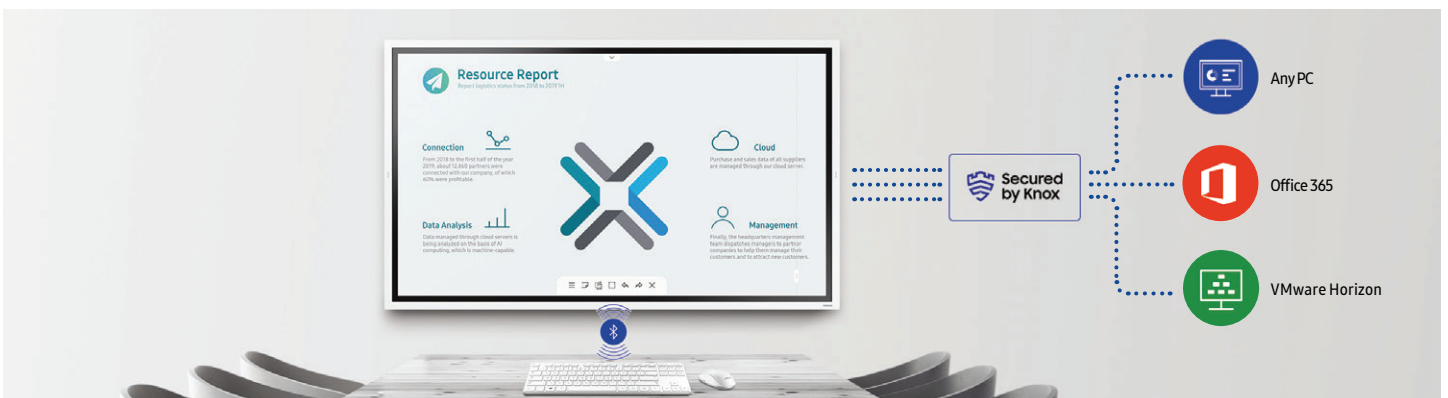 Resource Report
Report logistics status from 2018 to 2019 1H
Connection
From 2018 to the first half of the year
2019, about 12,860 partners were
connected with our company, of which
60% were profitable.
Cloud
Purchase and sales data of all suppliers
are managed through our cloud server.
Data Analysis
Data managed through cloud servers is
being analyzed on the basis of AI
computing, which is machine-capable.
Management
Finally, the headquarters management
team dispatches managers to partner
companies to help them manage their
customers and to attract new customers.
Secured
by Knox
Any PC
Office 365
VMware Horizon